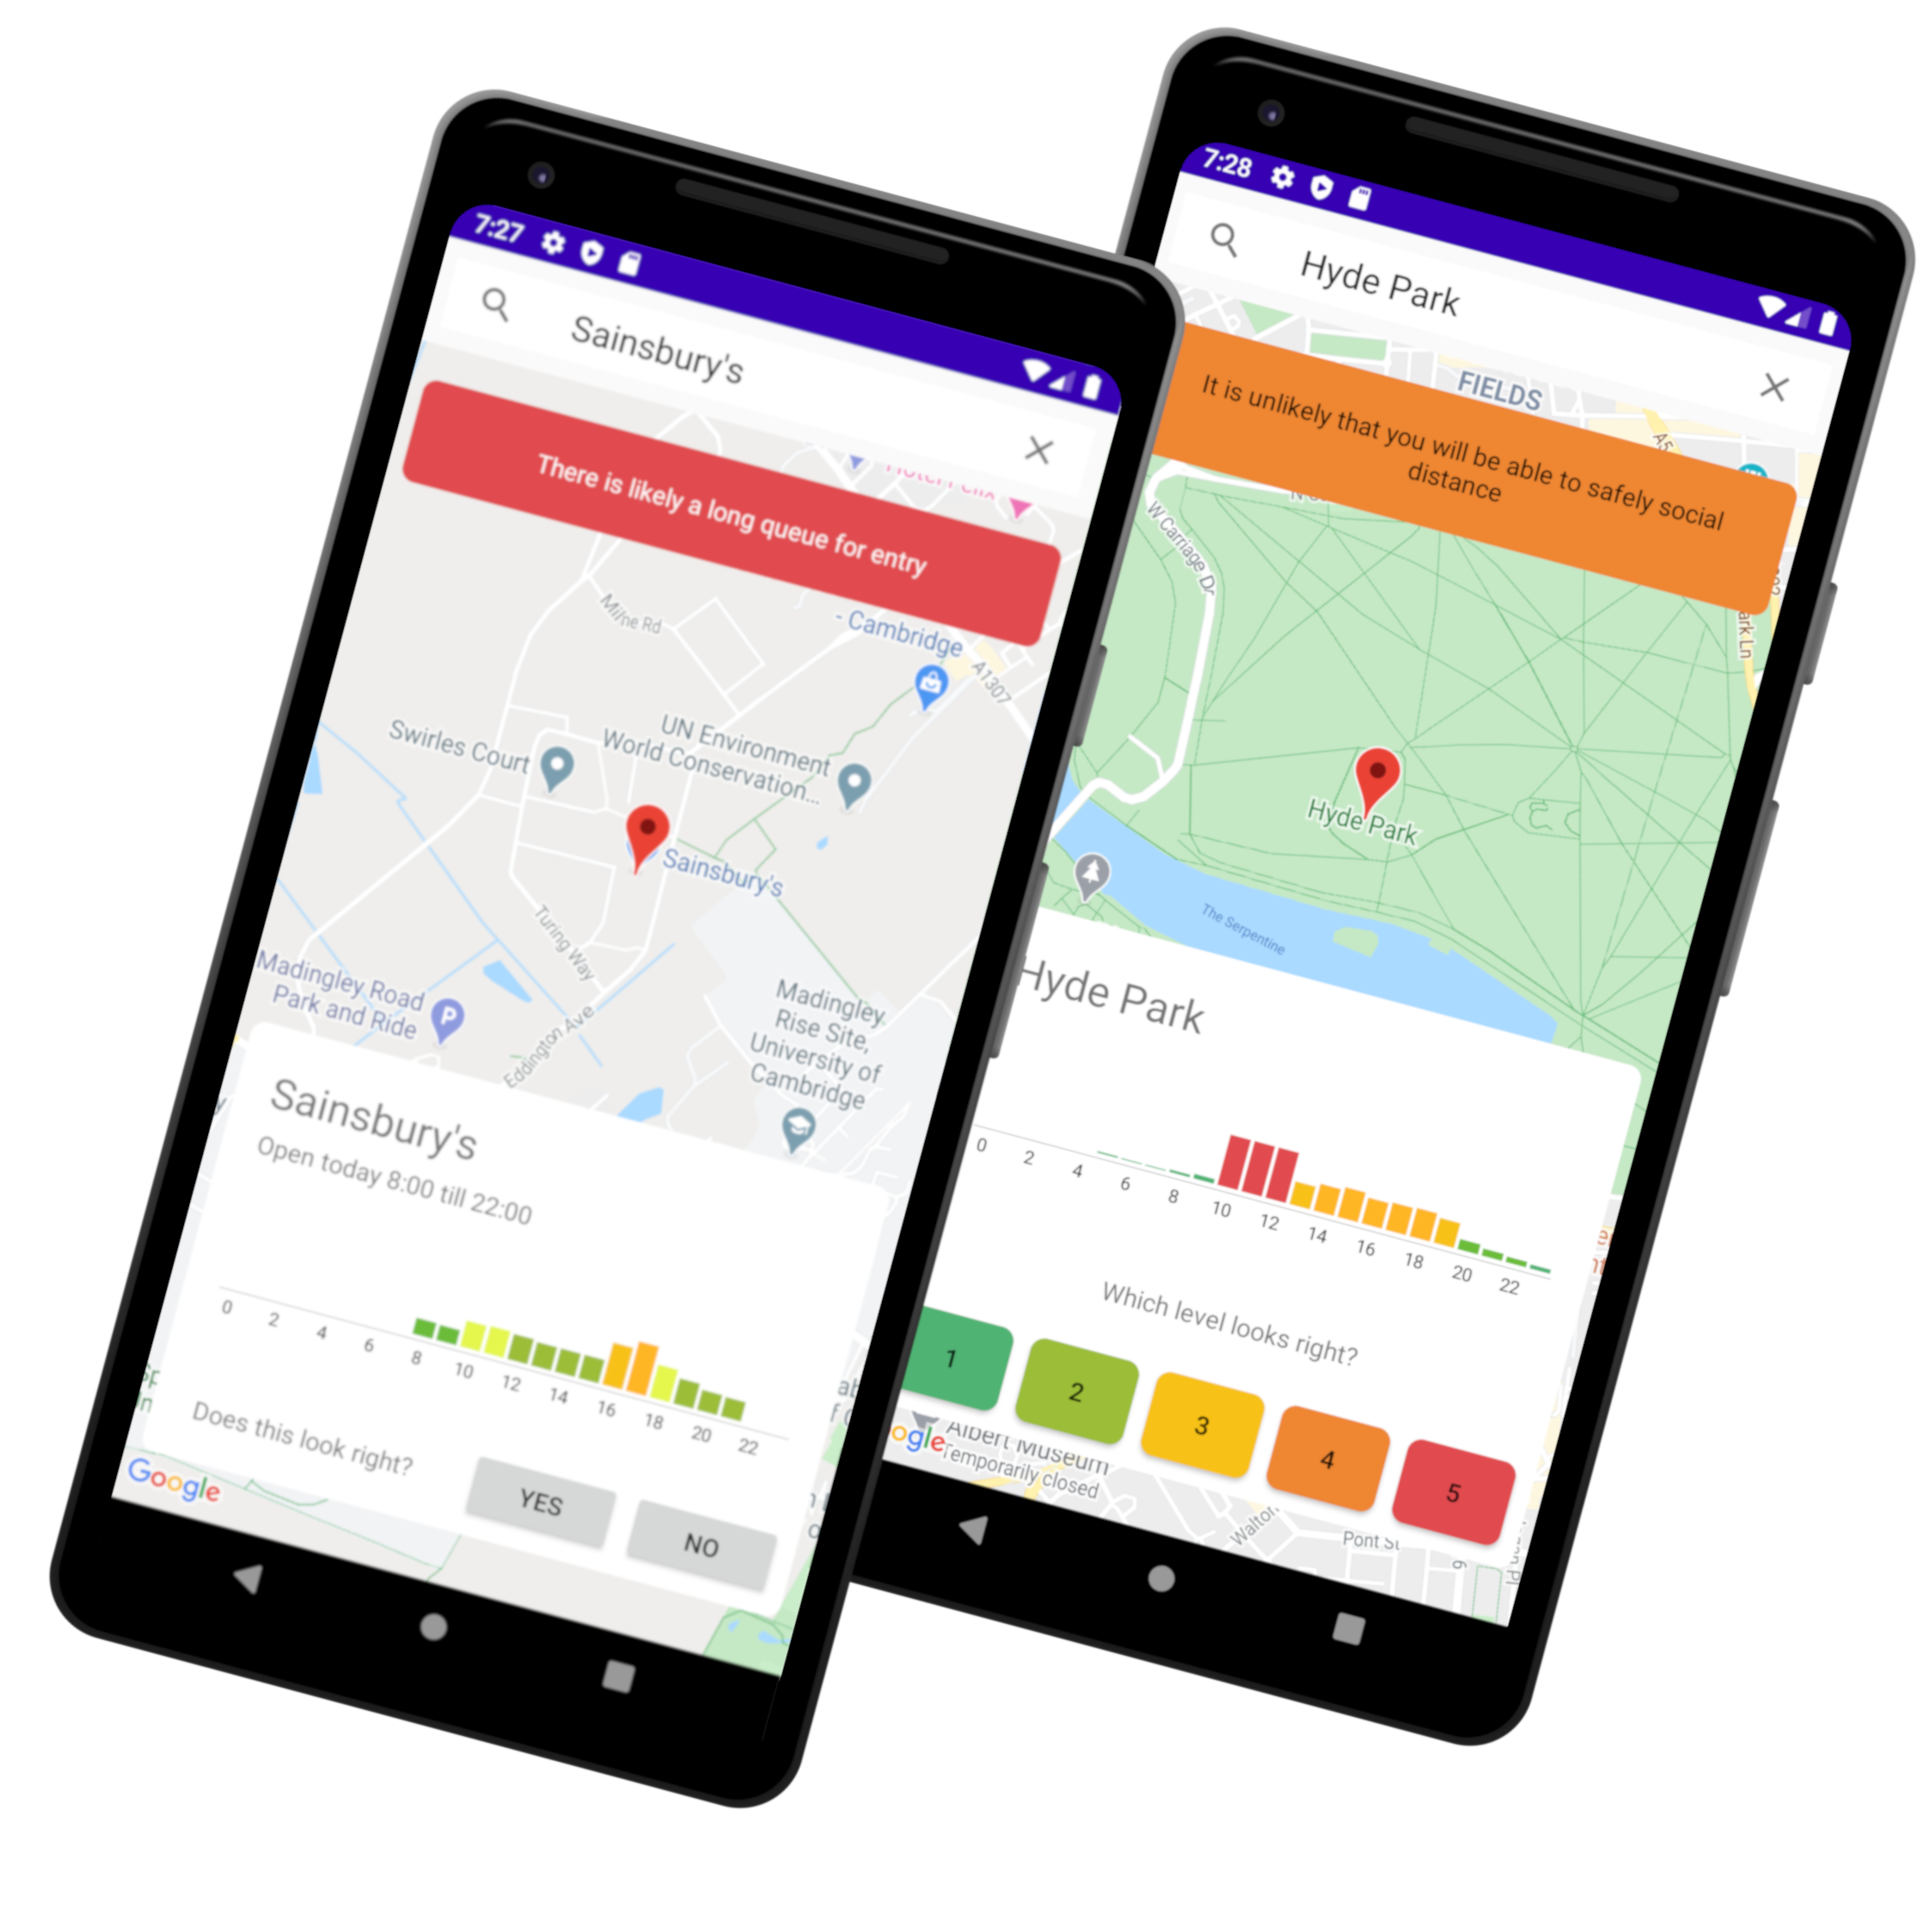 7:27
Sainsbury's
There is likely a long queue for entry
Milne Rd
- Cambridge
A1307
Swirles Court
UN Environment
World Conservation...
Sainsbury's
Turing Way
Madingley Road
Park and Ride
P
Eddington Ave
Madingley
Rise Site,
University of
Cambridge
Sainsbury's
Open today 8:00 till 22:00
0 2 4 6 8 10 12 14 16 18 20 22
Does this look right?
YES
NO
Google
7:28
Hyde Park
FIELDS
It is unlikely that you will be able to safely social
distance
W Carriage Dr
ark Ln
Hyde Park
The Serpentine
Hyde Park
0 2 4 6 8 10 12 14 16 18 20 22
Which level looks right?
1
2
3
4
5
ogle
Albert Museum
Temporarily closed
Walton
Pont St